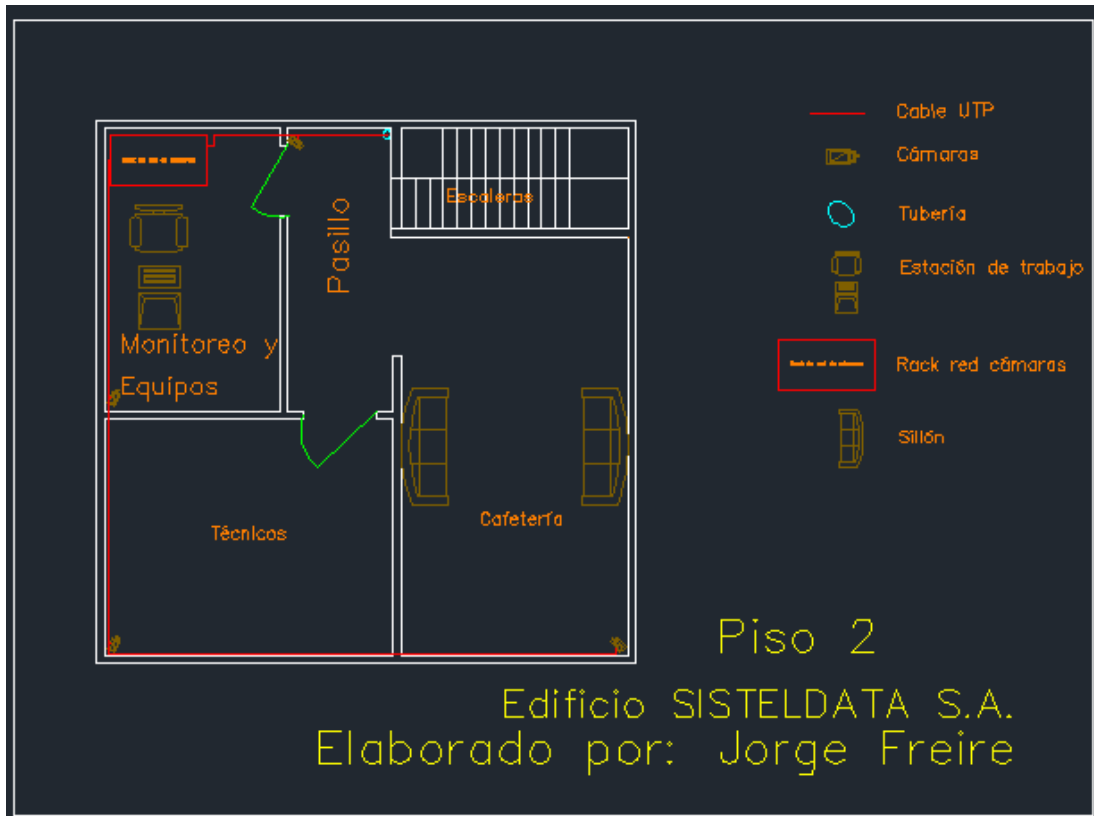 Cable UTP
Cámaras
Tubería
Escaleras
Pasillo
Estación de trabajo
Monitoreo y
Equipos
Rack red cámaras
Sillón
Técnicos
Cafetería
Piso 2
Edificio SISTELDATA S.A.
Elaborado por: Jorge Freire